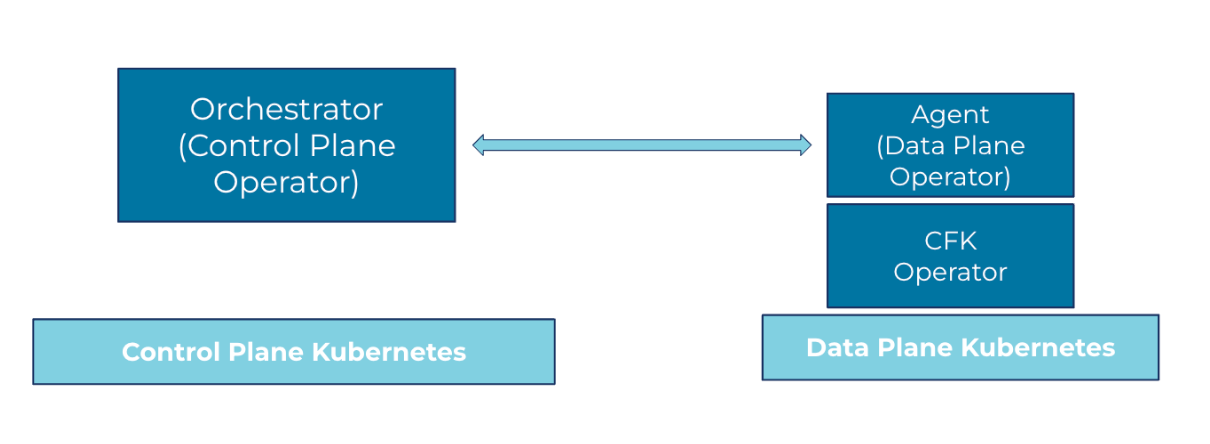 Orchestrator
(Control Plane
Operator)
Agent
(Data Plane
Operator)
CFK
Operator
Control Plane Kubernetes
Data Plane Kubernetes